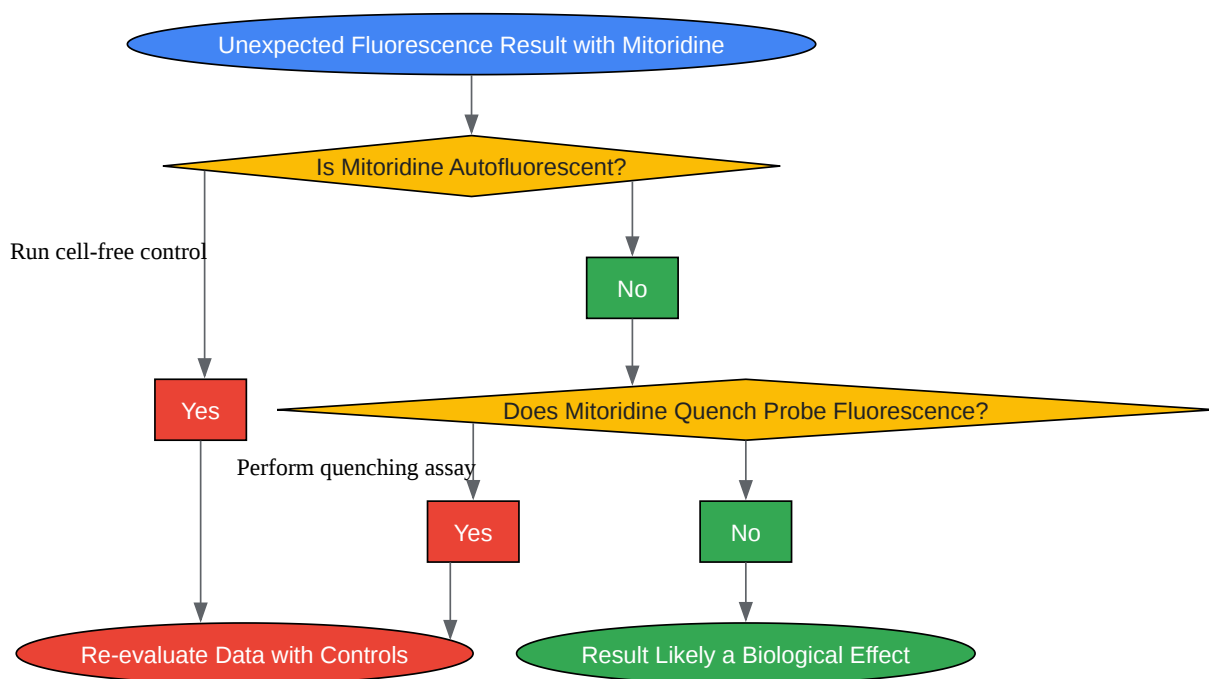 Unexpected Fluorescence Result with Mitoridine
Is Mitoridine Autofluorescent?
Run cell-free control
No
Yes
Does Mitoridine Quench Probe Fluorescence?
Perform quenching assay
Yes
No
Re-evaluate Data with Controls
Result Likely a Biological Effect